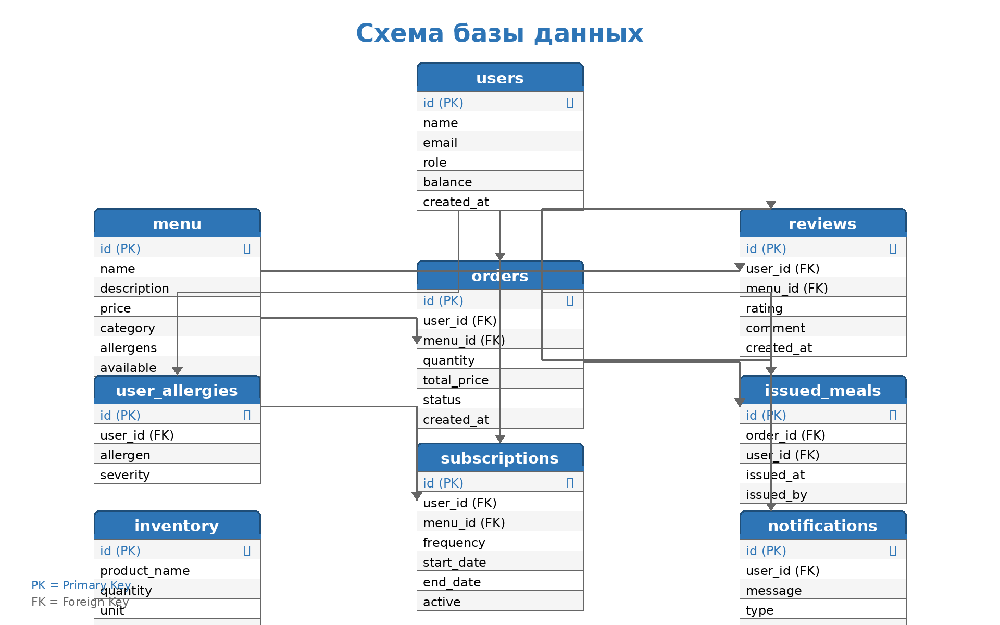 Схема базы данных
users
id (PK)
name
email
role
balance
created_at
menu
id (PK)
name
description
price
category
allergens
available
orders
id (PK)
user_id (FK)
menu_id (FK)
quantity
total_price
status
created_at
reviews
id (PK)
user_id (FK)
menu_id (FK)
rating
comment
created_at
user_allergies
id (PK)
user_id (FK)
allergen
severity
subscriptions
id (PK)
user_id (FK)
menu_id (FK)
frequency
start_date
end_date
active
issued_meals
id (PK)
order_id (FK)
user_id (FK)
issued_at
issued_by
inventory
id (PK)
product_name
quantity
unit
notifications
id (PK)
user_id (FK)
message
type
PK = Primary Key
FK = Foreign Key